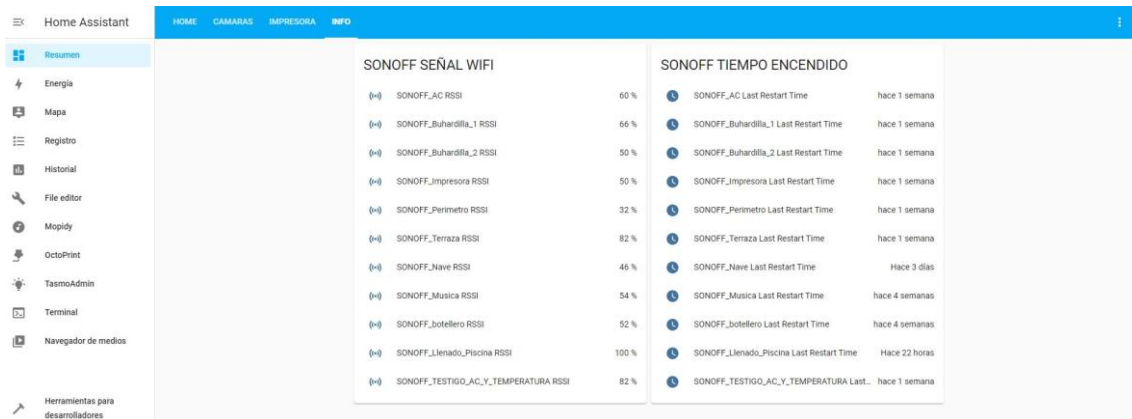 Home Assistant
HOME CAMARAS IMPRESORA INFO
Resumen
Energía
Mapa
Registro
Historial
File editor
Mopidy
OctoPrint
TasmoAdmin
Terminal
Navegador de medios
Herramientas para
desarrolladores
SONOFF SEÑAL WIFI
SONOFF_AC RSSI 60 %
SONOFF_Buhardilla_1 RSSI 66 %
SONOFF_Buhardilla_2 RSSI 50 %
SONOFF_Impresora RSSI 50 %
SONOFF_Perimetro RSSI 32 %
SONOFF_Terraza RSSI 82 %
SONOFF_Nave RSSI 46 %
SONOFF_Musica RSSI 54 %
SONOFF_botellero RSSI 52 %
SONOFF_Llenado_Piscina RSSI 100 %
SONOFF_TESTIGO_AC_Y_TEMPERATURA RSSI 82 %
SONOFF TIEMPO ENCENDIDO
SONOFF_AC Last Restart Time hace 1 semana
SONOFF_Buhardilla_1 Last Restart Time hace 1 semana
SONOFF_Buhardilla_2 Last Restart Time hace 1 semana
SONOFF_Impresora Last Restart Time hace 1 semana
SONOFF_Perimetro Last Restart Time hace 1 semana
SONOFF_Terraza Last Restart Time hace 1 semana
SONOFF_Nave Last Restart Time Hace 3 días
SONOFF_Musica Last Restart Time hace 4 semanas
SONOFF_botellero Last Restart Time hace 4 semanas
SONOFF_Llenado_Piscina Last Restart Time Hace 22 horas
SONOFF_TESTIGO_AC_Y_TEMPERATURA Last... hace 1 semana